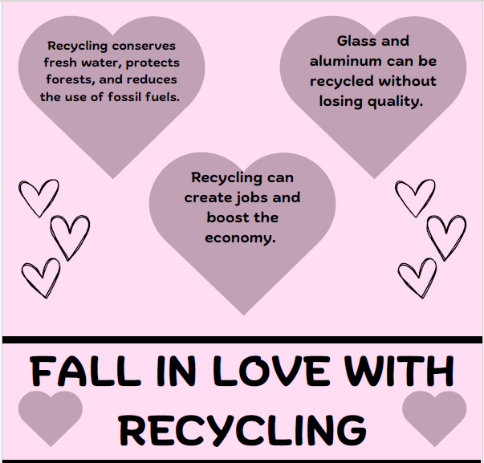 Recycling conserves
fresh water, protects
forests, and reduces
the use of fossil fuels.
Glass and
aluminum can be
recycled without
losing quality.
Recycling can
create jobs and
boost the
economy.
FALL IN LOVE WITH
RECYCLING